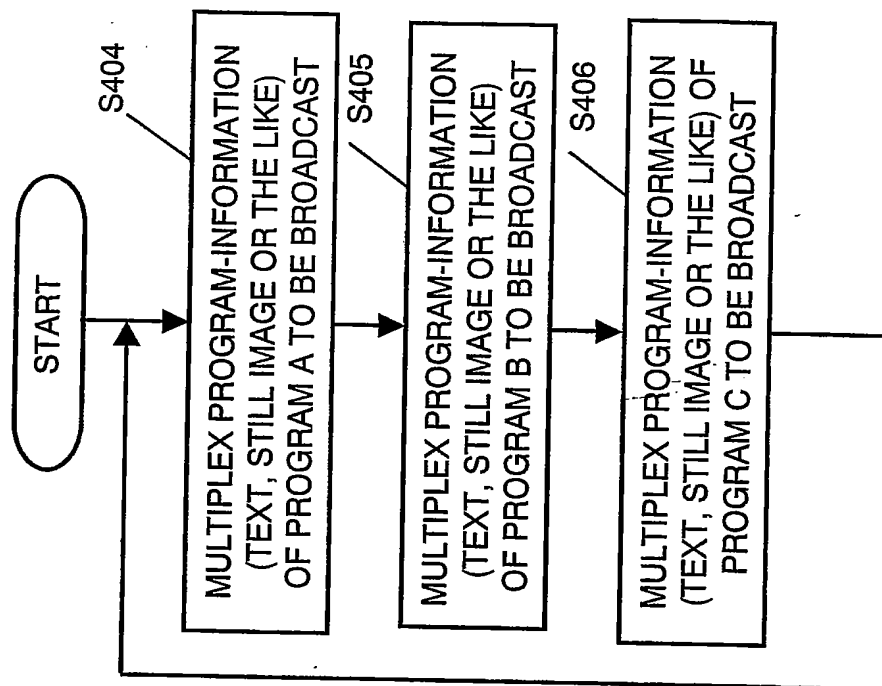 START
S404
MULTIPLEX PROGRAM-INFORMATION
(TEXT, STILL IMAGE OR THE LIKE)
OF PROGRAM A TO BE BROADCAST
S405
MULTIPLEX PROGRAM-INFORMATION
(TEXT, STILL IMAGE OR THE LIKE)
OF PROGRAM B TO BE BROADCAST
S406
MULTIPLEX PROGRAM-INFORMATION
(TEXT, STILL IMAGE OR THE LIKE) OF
PROGRAM C TO BE BROADCAST